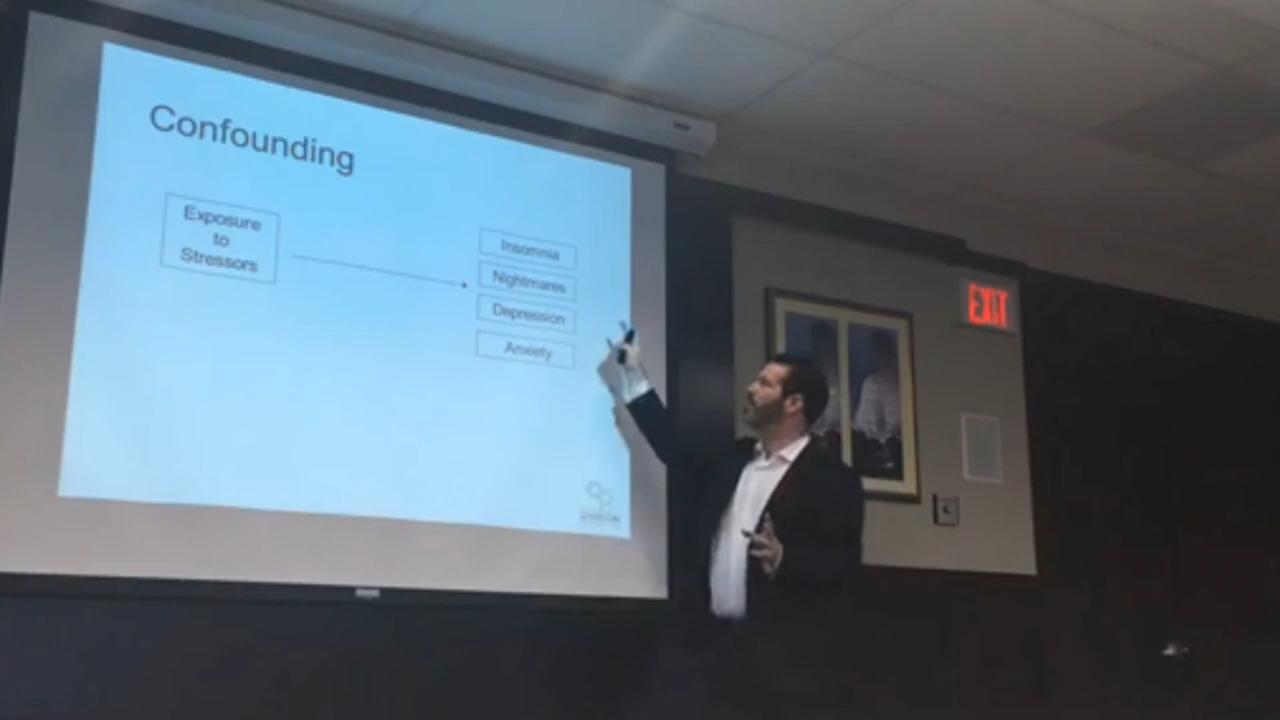 Confounding
Exposure
to
Stressors
Insomnia
Nightmares
Depression
Anxiety
EXIT